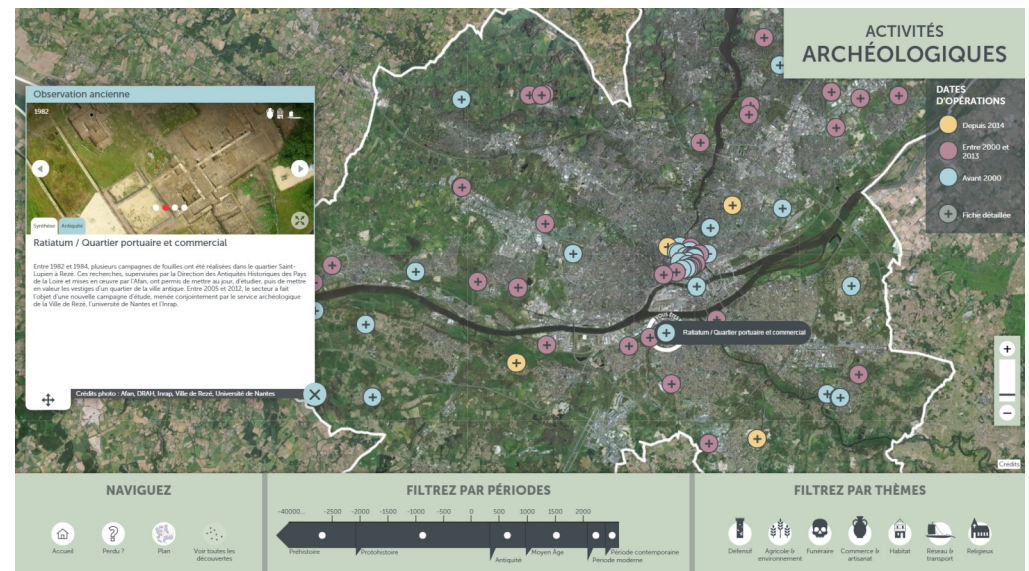 ACTIVITÉS
ARCHÉOLOGIQUES
DATES
D'OPÉRATIONS
Depuis 2014
Entre 2000 et
2013
Avant 2000
Fiche détaillée
Observation ancienne
1982
Synthèse
Antiquité
Ratiatum / Quartier portuaire et commercial
Entre 1982 et 1984, plusieurs campagnes de fouilles ont été réalisées dans le quartier Saint-
Lupien à Rezé. Ces recherches, supervisées par la Direction des Antiquités Historiques des Pays
de la Loire et mises en œuvre par l'Afan, ont permis de mettre au jour, d'étudier, puis de mettre
en valeur les vestiges d'un quartier de la ville antique. Entre 2005 et 2012, le secteur a fait
l'objet d'une nouvelle campagne d'étude, menée conjointement par le service archéologique
de la Ville de Rezé, l'université de Nantes et l'Inrap.
Crédits photo : Afan, DRAH, Inrap, Ville de Rezé, Université de Nantes
Ratiatum / Quartier portuaire et commercial
Crédits
NAVIGUEZ
Accueil
Perdu ?
Plan
Voir toutes les
découvertes
FILTREZ PAR PÉRIODES
-40000... -2500 -2000 -1500 -1000 -500 0 500 1000 1500 2000
Préhistoire
Protohistoire
Antiquité
Moyen Âge
Période moderne
Période contemporaine
FILTREZ PAR THÈMES
Défensif
Agricole &
environnement
Funéraire
Commerce &
artisanat
Habitat
Réseau &
transport
Religieux